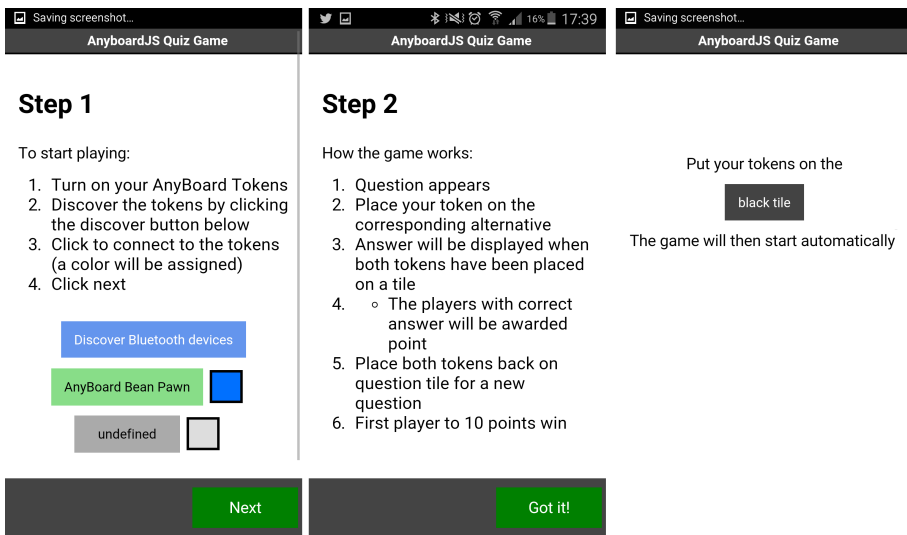 Saving screenshot...
AnyboardJS Quiz Game
Step 1
To start playing:
1. Turn on your AnyBoard Tokens
2. Discover the tokens by clicking
the discover button below
3. Click to connect to the tokens
(a color will be assigned)
4. Click next
Discover Bluetooth devices
AnyBoard Bean Pawn
undefined
Next
16% 17:39
AnyboardJS Quiz Game
Step 2
How the game works:
1. Question appears
2. Place your token on the
corresponding alternative
3. Answer will be displayed when
both tokens have been placed
on a tile
4. ○ The players with correct
answer will be awarded
point
5. Place both tokens back on
question tile for a new
question
6. First player to 10 points win
Got it!
Saving screenshot...
AnyboardJS Quiz Game
Put your tokens on the
black tile
The game will then start automatically